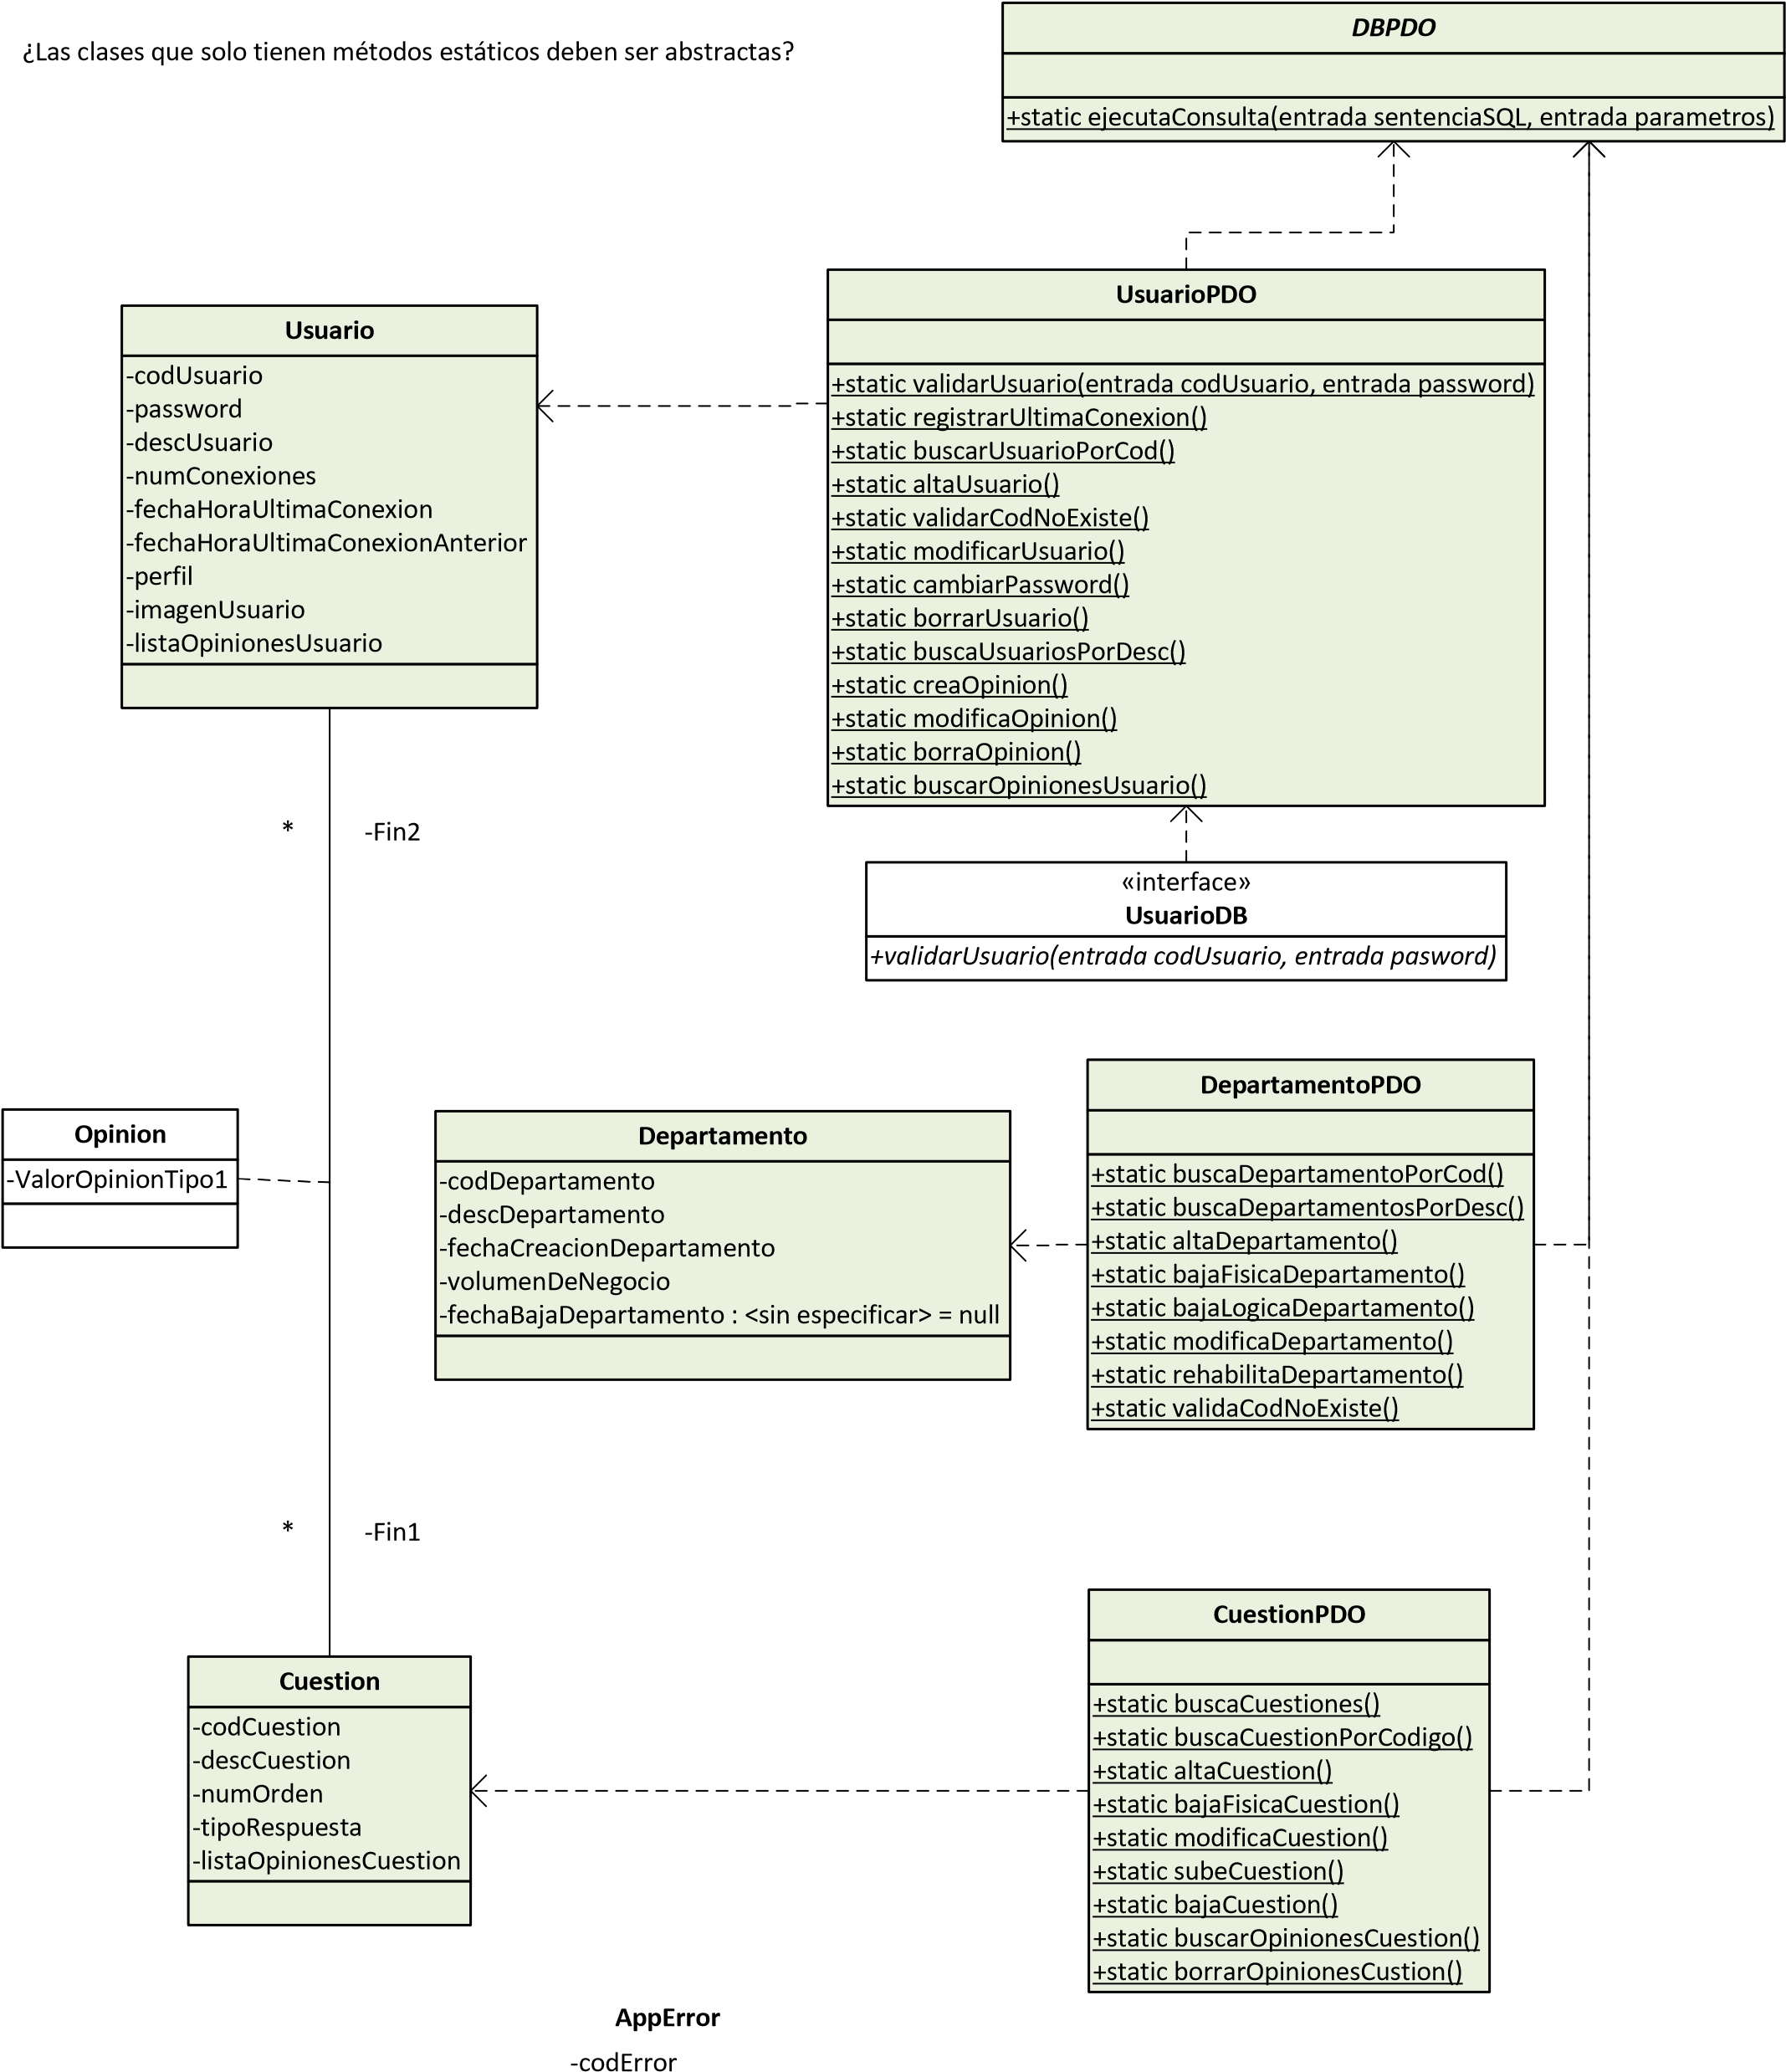 ¿Las clases que solo tienen métodos estáticos deben ser abstractas?
DBPDO
+static ejecutaConsulta(entrada sentenciaSQL, entrada parametros)
UsuarioPDO
+static validarUsuario(entrada codUsuario, entrada password)
+static registrarUltimaConexion()
+static buscarUsuarioPorCod()
+static altaUsuario()
+static validarCodNoExiste()
+static modificarUsuario()
+static cambiarPassword()
+static borrarUsuario()
+static buscaUsuariosPorDesc()
+static creaOpinion()
+static modificaOpinion()
+static borraOpinion()
+static buscarOpinionesUsuario()
Usuario
-codUsuario
-password
-descUsuario
-numConexiones
-fechaHoraUltimaConexion
-fechaHoraUltimaConexionAnterior
-perfil
-imagenUsuario
-listaOpinionesUsuario
* -Fin2
«interface»
UsuarioDB
+validarUsuario(entrada codUsuario, entrada pasword)
Opinion
-ValorOpinionTipo1
Departamento
-codDepartamento
-descDepartamento
-fechaCreacionDepartamento
-volumenDeNegocio
-fechaBajaDepartamento : <sin especificar> = null
DepartamentoPDO
+static buscaDepartamentoPorCod()
+static buscaDepartamentosPorDesc()
+static altaDepartamento()
+static bajaFisicaDepartamento()
+static bajaLogicaDepartamento()
+static modificaDepartamento()
+static rehabilitaDepartamento()
+static validaCodNoExiste()
* -Fin1
Cuestion
-codCuestion
-descCuestion
-numOrden
-tipoRespuesta
-listaOpinionesCuestion
CuestionPDO
+static buscaCuestiones()
+static buscaCuestionPorCodigo()
+static altaCuestion()
+static bajaFisicaCuestion()
+static modificaCuestion()
+static subeCuestion()
+static bajaCuestion()
+static buscarOpinionesCuestion()
+static borrarOpinionesCustion()
AppError
-codError